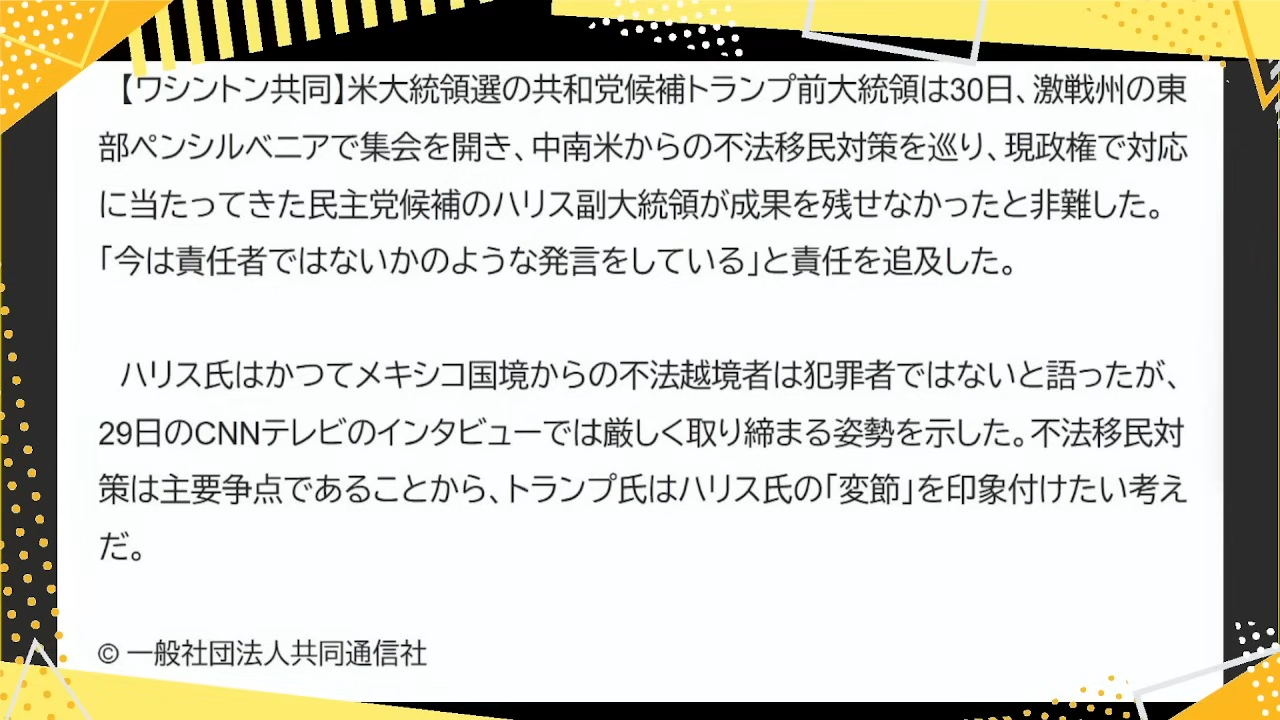 【ワシントン共同】米大統領選の共和党候補トランプ前大統領は30日、激戦州の東
部ペンシルベニアで集会を開き、中南米からの不法移民対策を巡り、現政権で対応
に当たってきた民主党候補のハリス副大統領が成果を残せなかったと非難した。
「今は責任者ではないかのような発言をしている」と責任を追及した。
ハリス氏はかつてメキシコ国境からの不法越境者は犯罪者ではないと語ったが、
29日のCNNテレビのインタビューでは厳しく取り締まる姿勢を示した。不法移民対
策は主要争点であることから、トランプ氏はハリス氏の「変節」を印象付けたい考え
だ。
© 一般社団法人共同通信社